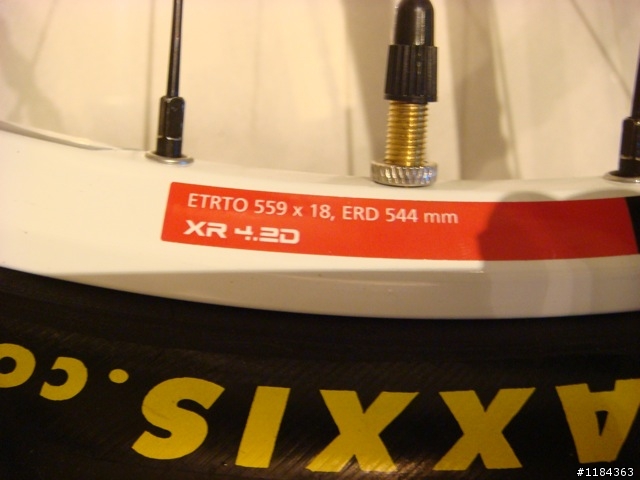 ETRTO 559 x 18, ERD 544 mm
XR 4.2D
AXXIS.co
#1184363